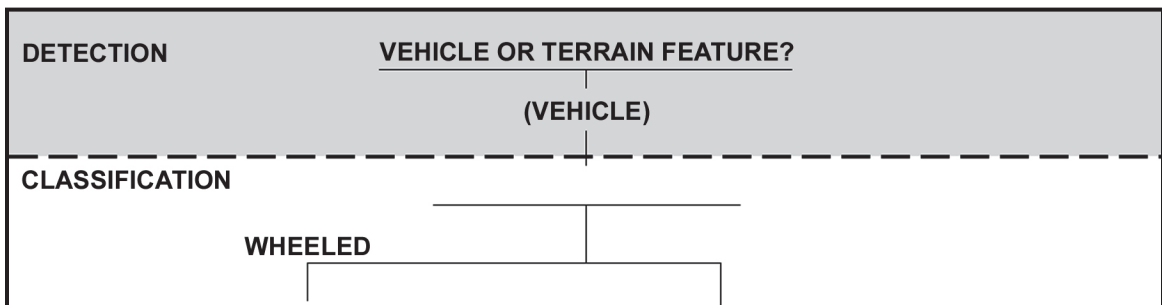 DETECTION
VEHICLE OR TERRAIN FEATURE?
(VEHICLE)
CLASSIFICATION
WHEELED